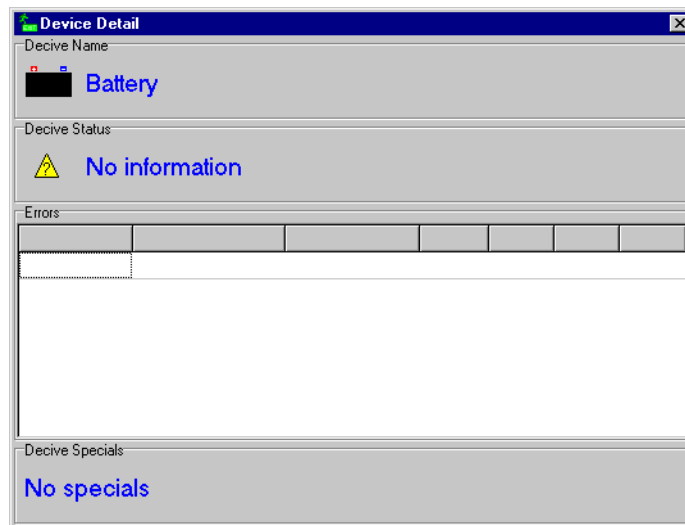 Device Detail
Decive Name
Battery
Decive Status
No information
Errors
Decive Specials
No specials